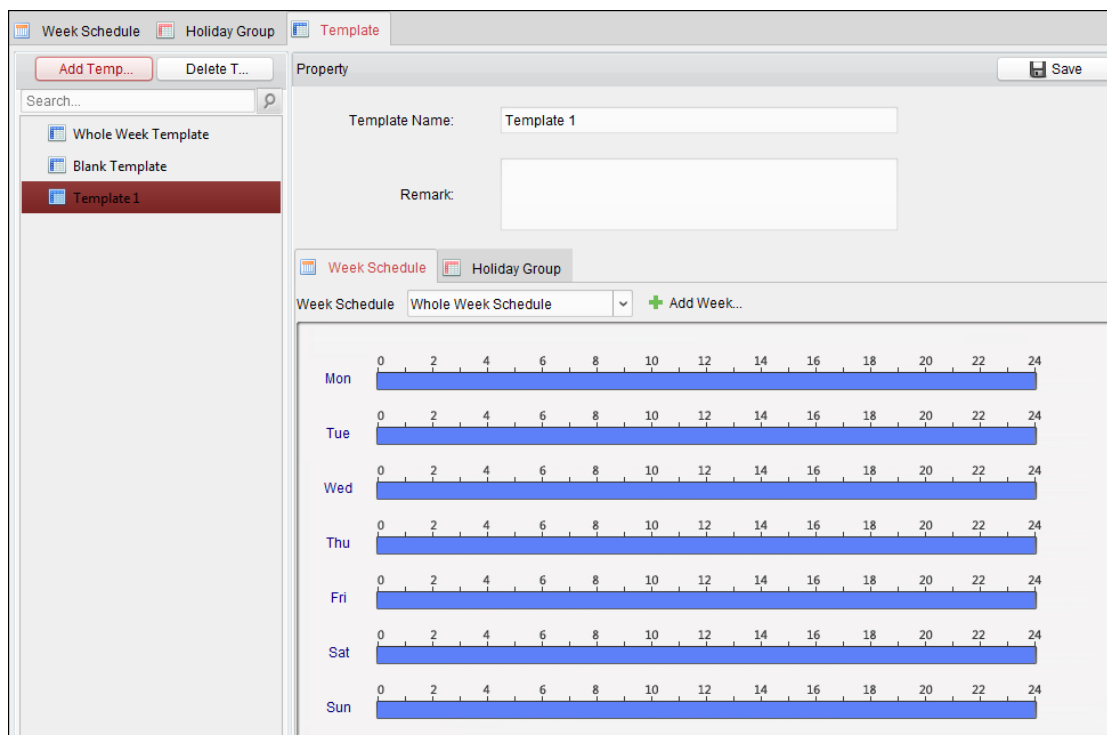 Week Schedule Holiday Group Template
Add Temp... Delete T... Property Save
Search...
Whole Week Template
Blank Template
Template 1
Template Name: Template 1
Remark:
Week Schedule Holiday Group
Week Schedule Whole Week Schedule Add Week...
0 2 4 6 8 10 12 14 16 18 20 22 24
Mon
0 2 4 6 8 10 12 14 16 18 20 22 24
Tue
0 2 4 6 8 10 12 14 16 18 20 22 24
Wed
0 2 4 6 8 10 12 14 16 18 20 22 24
Thu
0 2 4 6 8 10 12 14 16 18 20 22 24
Fri
0 2 4 6 8 10 12 14 16 18 20 22 24
Sat
0 2 4 6 8 10 12 14 16 18 20 22 24
Sun